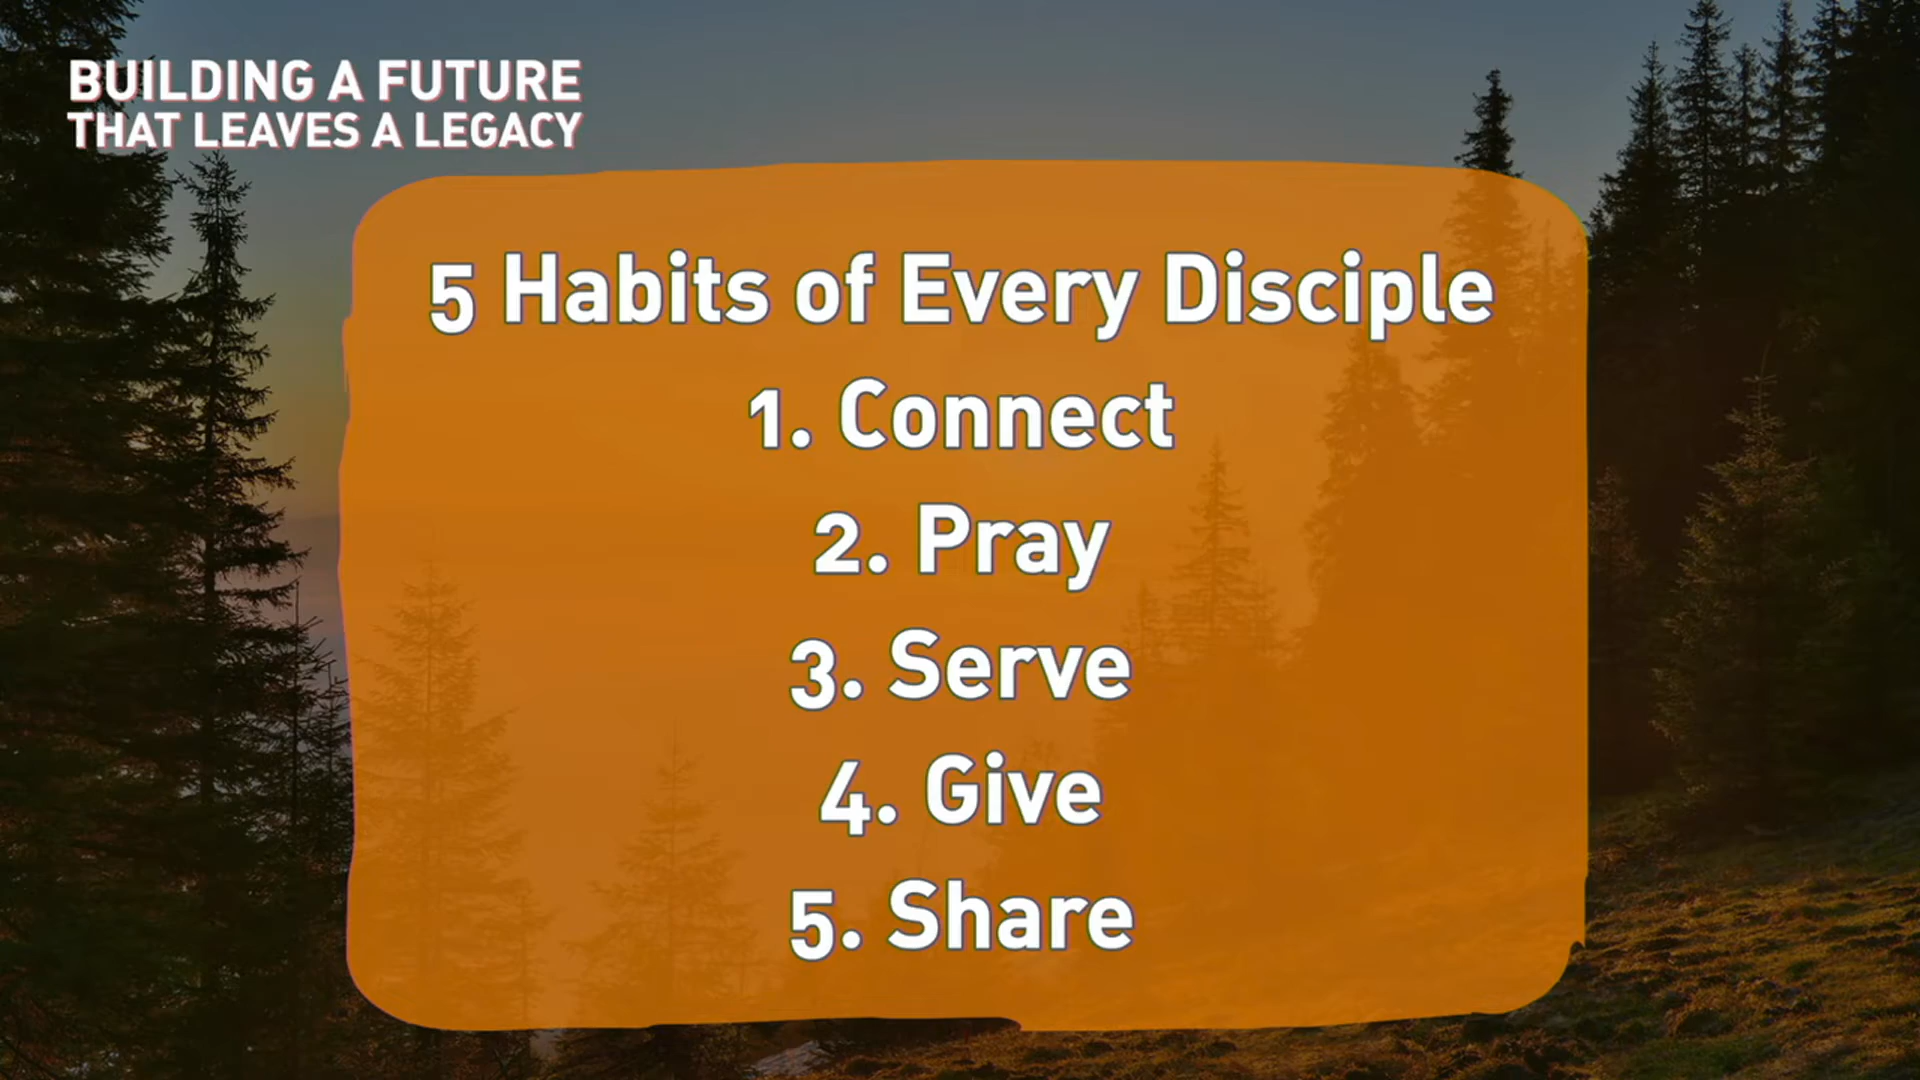 BUILDING A FUTURE
THAT LEAVES A LEGACY
5 Habits of Every Disciple
1. Connect
2. Pray
3. Serve
4. Give
5. Share